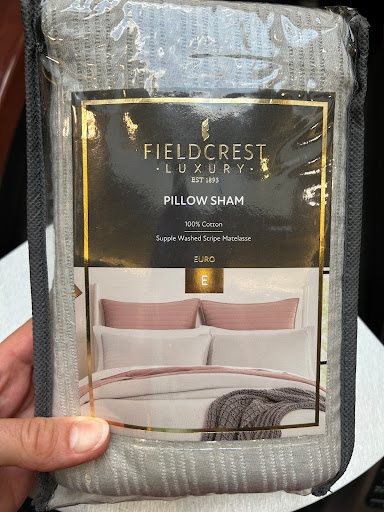 FIELDCREST
·LUXURY·
EST 1893
PILLOW SHAM
100% Cotton
Supple Washed Stripe Matelasse
EURO
E